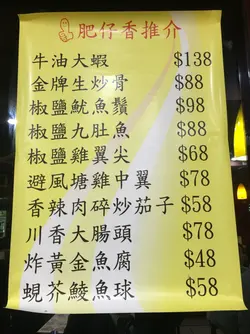 肥仔香推介
牛油大蝦 $138
金牌生炒骨 $88
椒鹽魷魚鬚 $98
椒鹽九肚魚 $88
椒鹽雞翼尖 $68
避風塘雞中翼 $78
香辣肉碎炒茄子 $58
川香大腸頭 $78
炸黃金魚腐 $48
蜆芥鯪魚球 $58